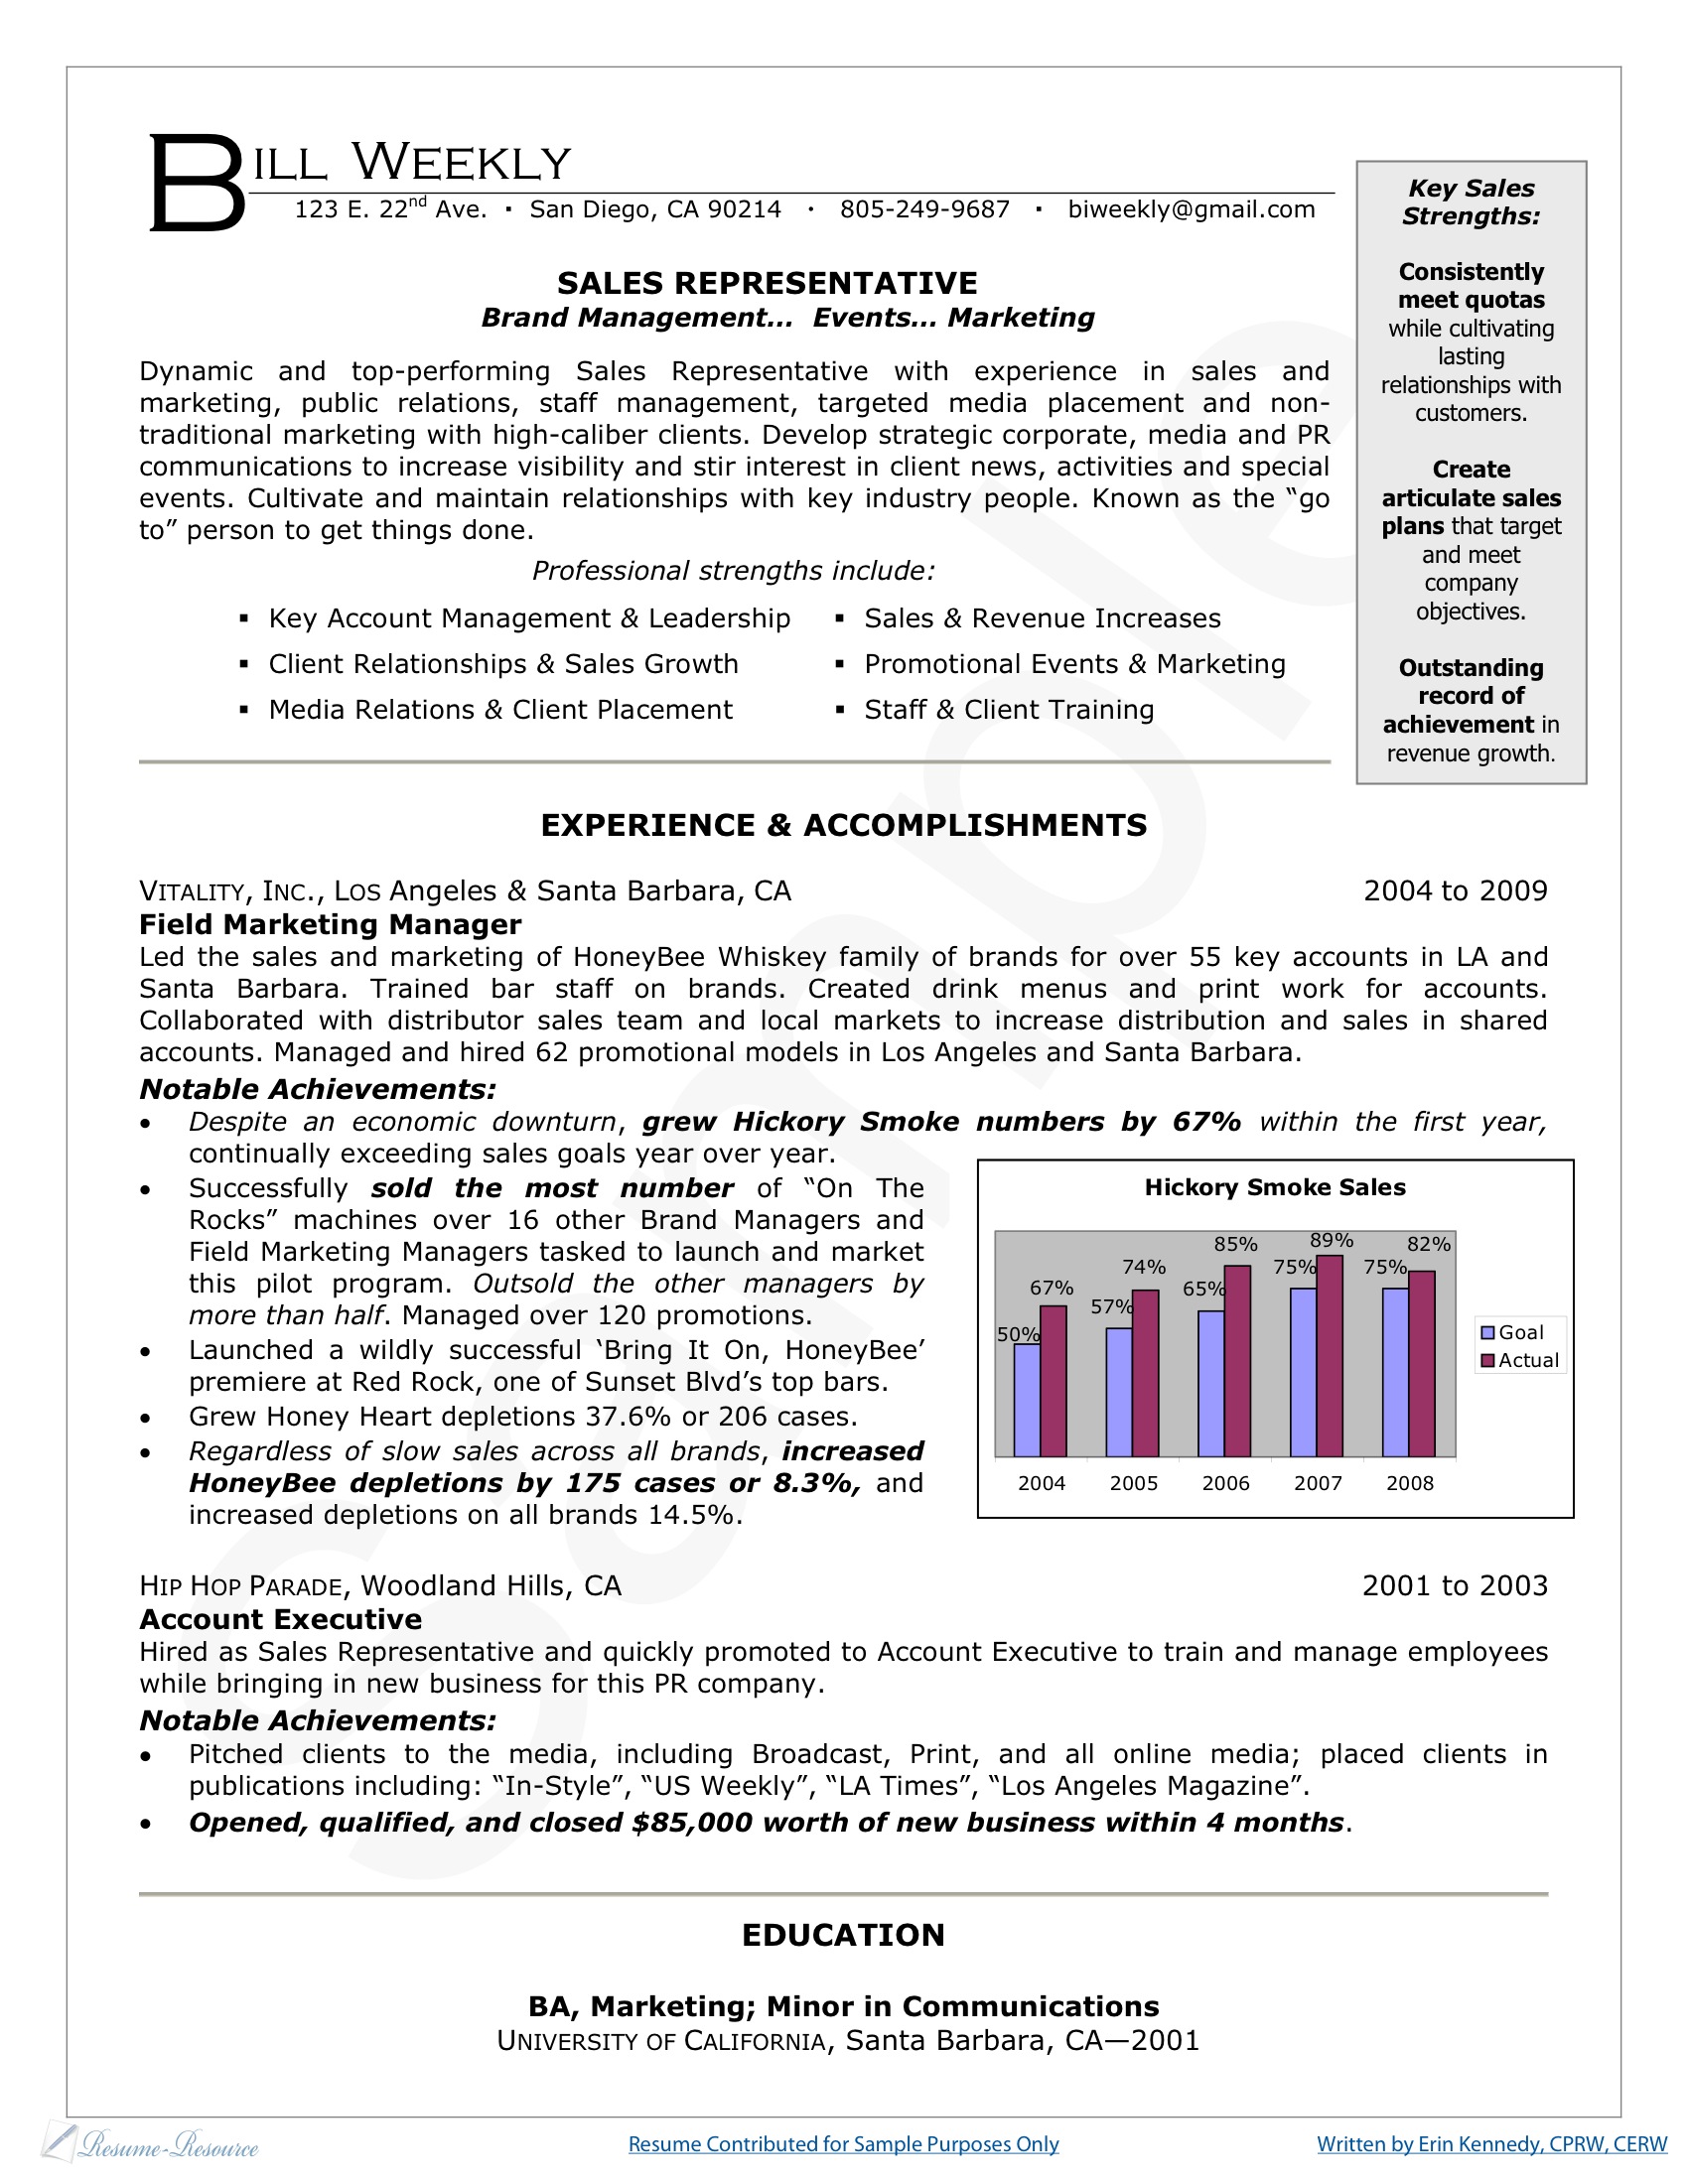 BILL WEEKLY
123 E. 22nd Ave. ▪ San Diego, CA 90214 ▪ 805-249-9687 ▪ biweekly@gmail.com
SALES REPRESENTATIVE
Brand Management… Events… Marketing
Dynamic and top-performing Sales Representative with experience in sales and
marketing, public relations, staff management, targeted media placement and non-
traditional marketing with high-caliber clients. Develop strategic corporate, media and PR
communications to increase visibility and stir interest in client news, activities and special
events. Cultivate and maintain relationships with key industry people. Known as the “go
to” person to get things done.
Professional strengths include:
▪ Key Account Management & Leadership
▪ Client Relationships & Sales Growth
▪ Media Relations & Client Placement
▪ Sales & Revenue Increases
▪ Promotional Events & Marketing
▪ Staff & Client Training
Key Sales
Strengths:
Consistently
meet quotas
while cultivating
lasting
relationships with
customers.
Create
articulate sales
plans that target
and meet
company
objectives.
Outstanding
record of
achievement in
revenue growth.
EXPERIENCE & ACCOMPLISHMENTS
VITALITY, INC., LOS Angeles & Santa Barbara, CA 2004 to 2009
Field Marketing Manager
Led the sales and marketing of HoneyBee Whiskey family of brands for over 55 key accounts in LA and
Santa Barbara. Trained bar staff on brands. Created drink menus and print work for accounts.
Collaborated with distributor sales team and local markets to increase distribution and sales in shared
accounts. Managed and hired 62 promotional models in Los Angeles and Santa Barbara.
Notable Achievements:
• Despite an economic downturn, grew Hickory Smoke numbers by 67% within the first year,
continually exceeding sales goals year over year.
• Successfully sold the most number of “On The
Rocks” machines over 16 other Brand Managers and
Field Marketing Managers tasked to launch and market
this pilot program. Outsold the other managers by
more than half. Managed over 120 promotions.
• Launched a wildly successful ‘Bring It On, HoneyBee’
premiere at Red Rock, one of Sunset Blvd’s top bars.
• Grew Honey Heart depletions 37.6% or 206 cases.
• Regardless of slow sales across all brands, increased
HoneyBee depletions by 175 cases or 8.3%, and
increased depletions on all brands 14.5%.
Hickory Smoke Sales
50% 67% 57% 74% 65% 85% 75% 89% 75% 82%
2004 2005 2006 2007 2008
Goal
Actual
HIP HOP PARADE, Woodland Hills, CA 2001 to 2003
Account Executive
Hired as Sales Representative and quickly promoted to Account Executive to train and manage employees
while bringing in new business for this PR company.
Notable Achievements:
• Pitched clients to the media, including Broadcast, Print, and all online media; placed clients in
publications including: “In-Style”, “US Weekly”, “LA Times”, “Los Angeles Magazine”.
• Opened, qualified, and closed $85,000 worth of new business within 4 months.
EDUCATION
BA, Marketing; Minor in Communications
UNIVERSITY OF CALIFORNIA, Santa Barbara, CA—2001
Sample
Resume-Resource
Resume Contributed for Sample Purposes Only
Written by Erin Kennedy, CPRW, CERW